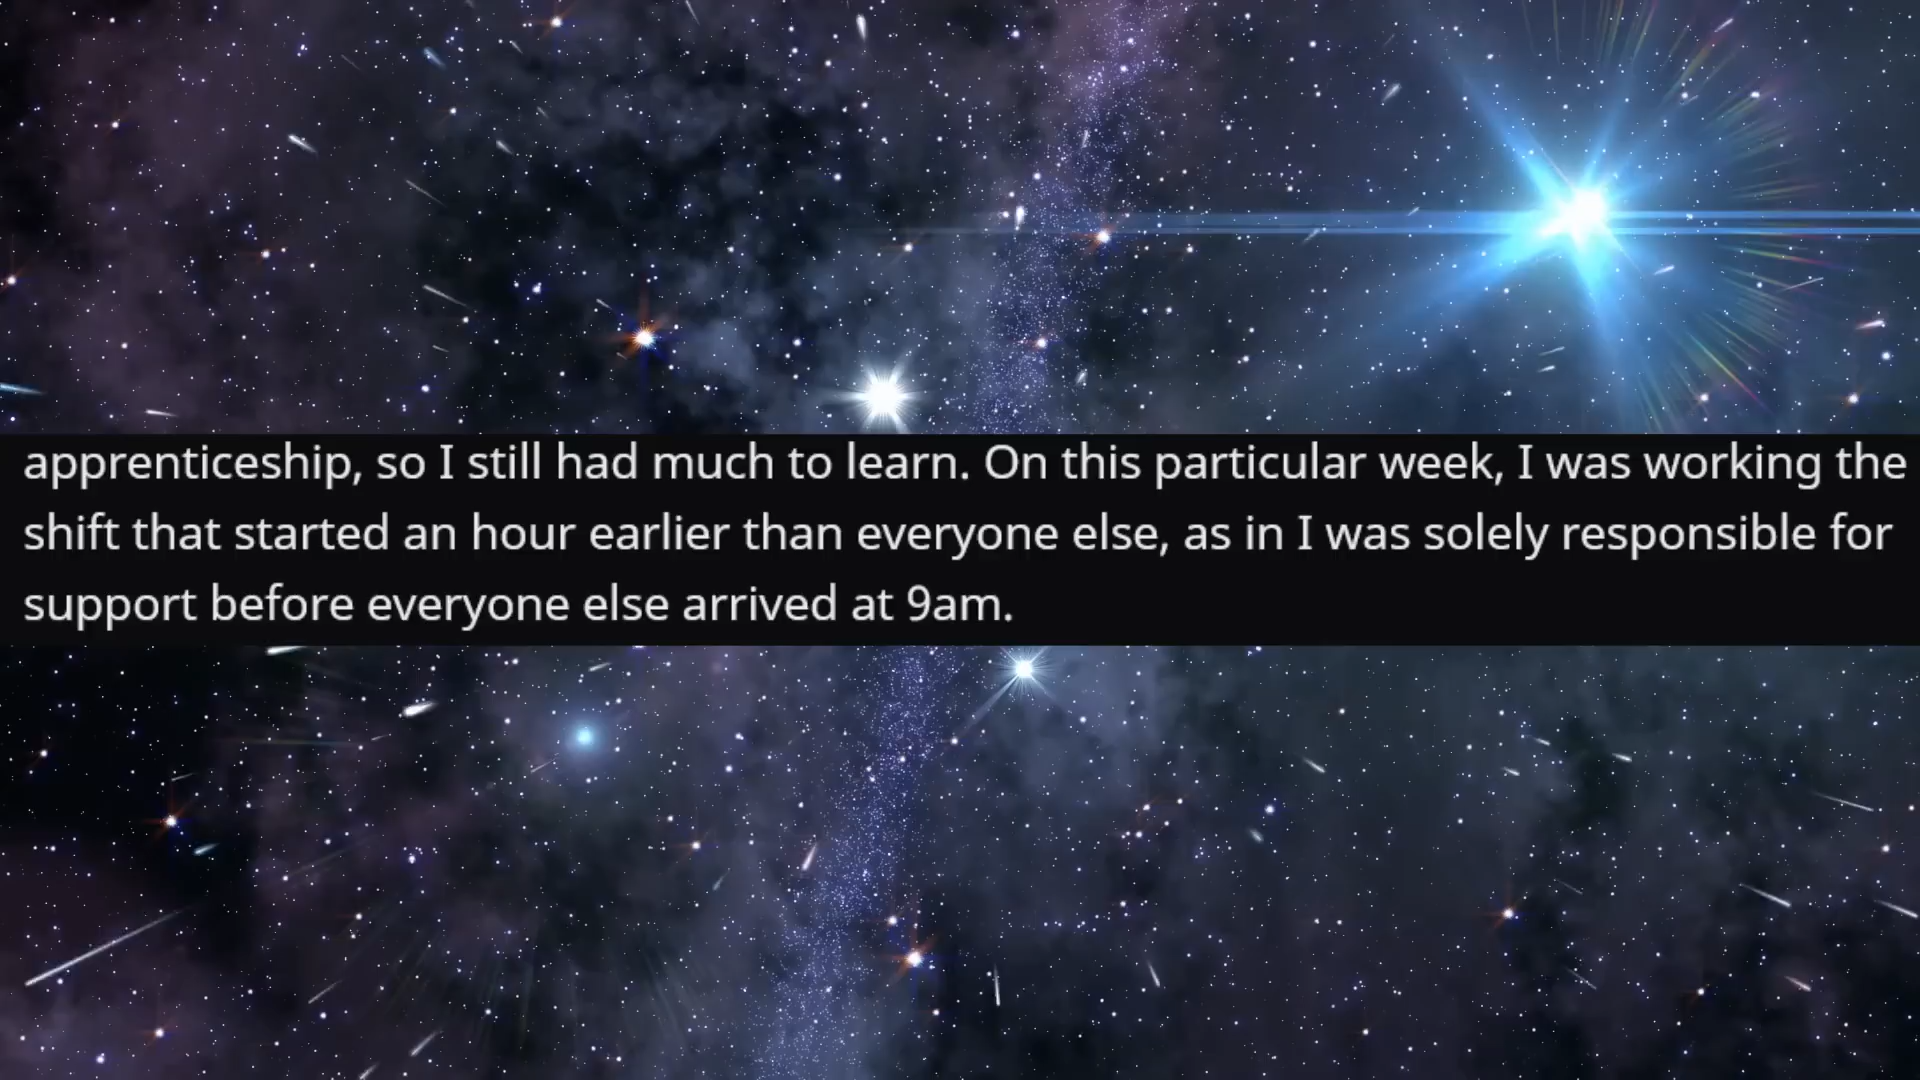 apprenticeship, so I still had much to learn. On this particular week, I was working the
shift that started an hour earlier than everyone else, as in I was solely responsible for
support before everyone else arrived at 9am.